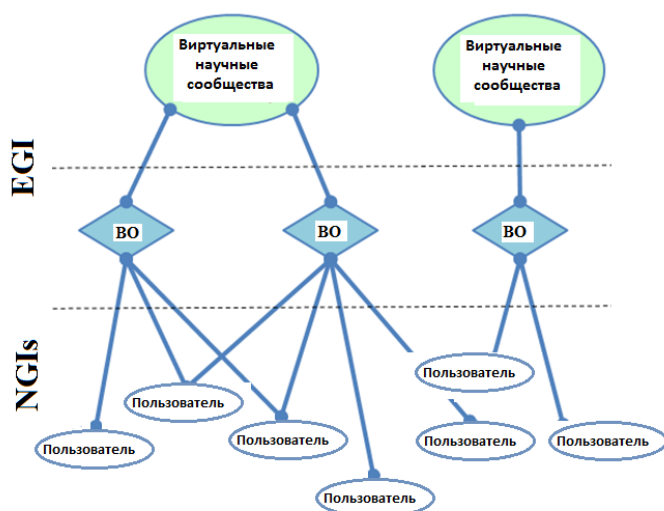 Виртуальные
научные
сообщества
Виртуальные
научные
сообщества
EGI
ВО
ВО
ВО
NGIs
Пользователь
Пользователь
Пользователь
Пользователь
Пользователь
Пользователь
Пользователь